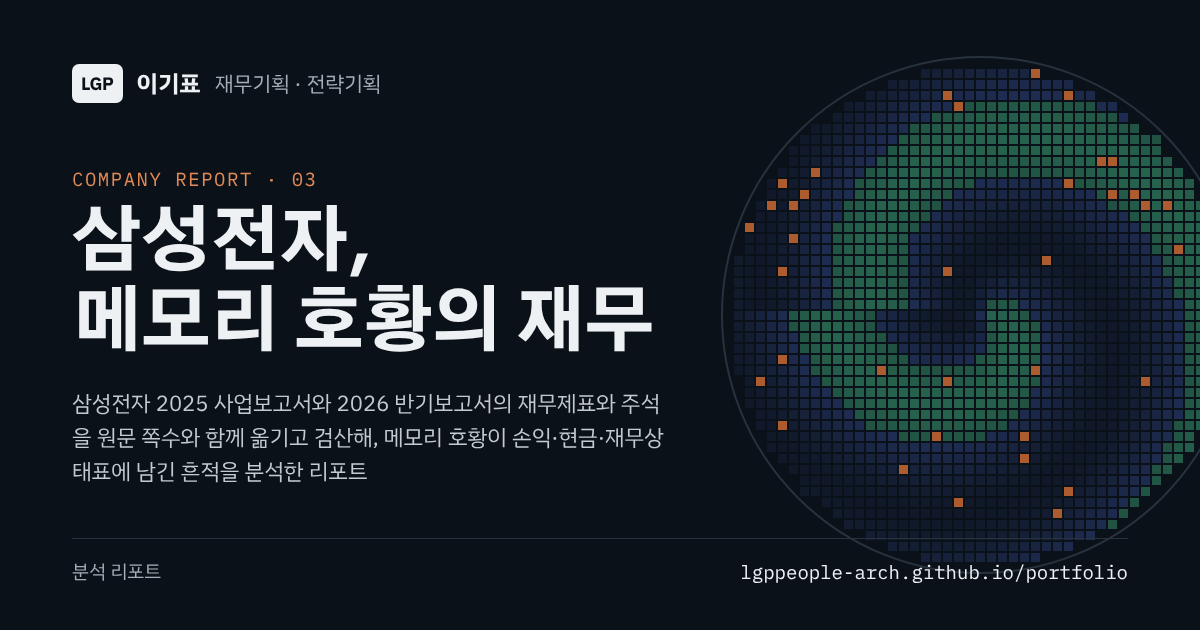 LGP 이기표 재무기획 · 전략기획
COMPANY REPORT · 03
삼성전자,
메모리 호황의 재무
삼성전자 2025 사업보고서와 2026 반기보고서의 재무제표와 주석
을 원문 쪽수와 함께 옮기고 검산해, 메모리 호황이 손익·현금·재무상
태표에 남긴 흔적을 분석한 리포트
분석 리포트
lgppeople-arch.github.io/portfolio